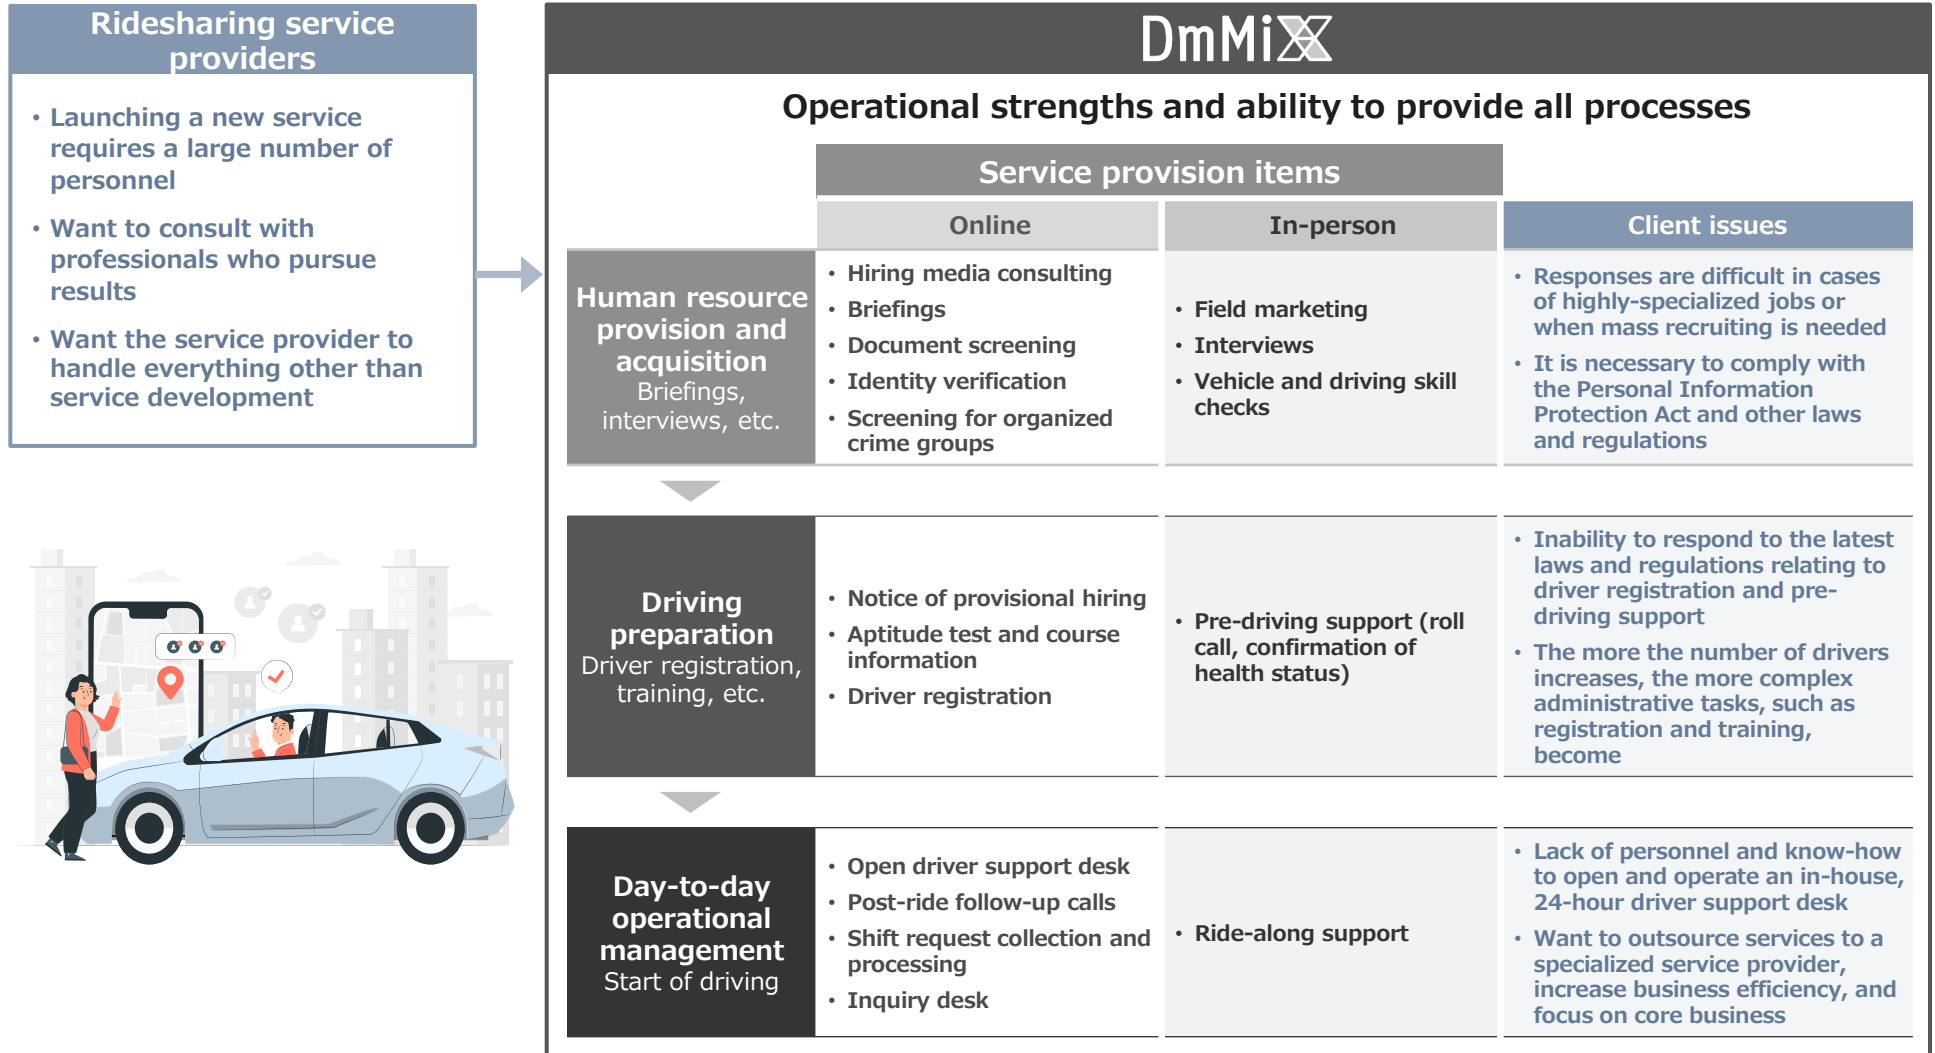 Ridesharing service
providers
• Launching a new service
requires a large number of
personnel
• Want to consult with
professionals who pursue
results
• Want the service provider to
handle everything other than
service development
DmMiX
Operational strengths and ability to provide all processes
Service provision items
Online
In-person
Client issues
Human resource
provision and
acquisition
Briefings,
interviews, etc.
• Hiring media consulting
• Briefings
• Document screening
• Identity verification
• Screening for organized
crime groups
• Field marketing
• Interviews
• Vehicle and driving skill
checks
• Responses are difficult in cases
of highly-specialized jobs or
when mass recruiting is needed
• It is necessary to comply with
the Personal Information
Protection Act and other laws
and regulations
Driving
preparation
Driver registration,
training, etc.
• Notice of provisional hiring
• Aptitude test and course
information
• Driver registration
• Pre-driving support (roll
call, confirmation of
health status)
• Inability to respond to the latest
laws and regulations relating to
driver registration and pre-
driving support
• The more the number of drivers
increases, the more complex
administrative tasks, such as
registration and training,
become
Day-to-day
operational
management
Start of driving
• Open driver support desk
• Post-ride follow-up calls
• Shift request collection and
processing
• Inquiry desk
• Ride-along support
• Lack of personnel and know-how
to open and operate an in-house,
24-hour driver support desk
• Want to outsource services to a
specialized service provider,
increase business efficiency, and
focus on core business